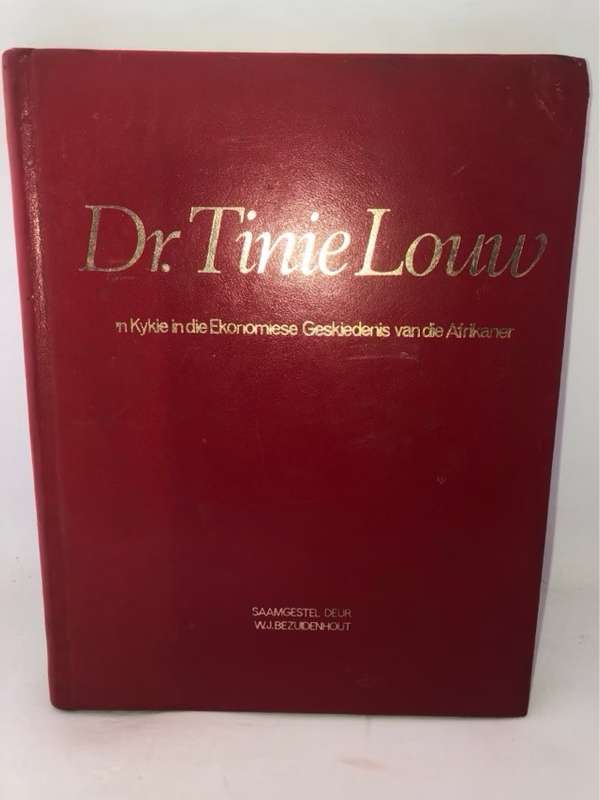 Dr. Tinie Louw
'n Kykie in die Ekonomiese Geskiedenis van die Afrikaner
SAAMGESTEL DEUR
W.J.BEZUIDENHOUT